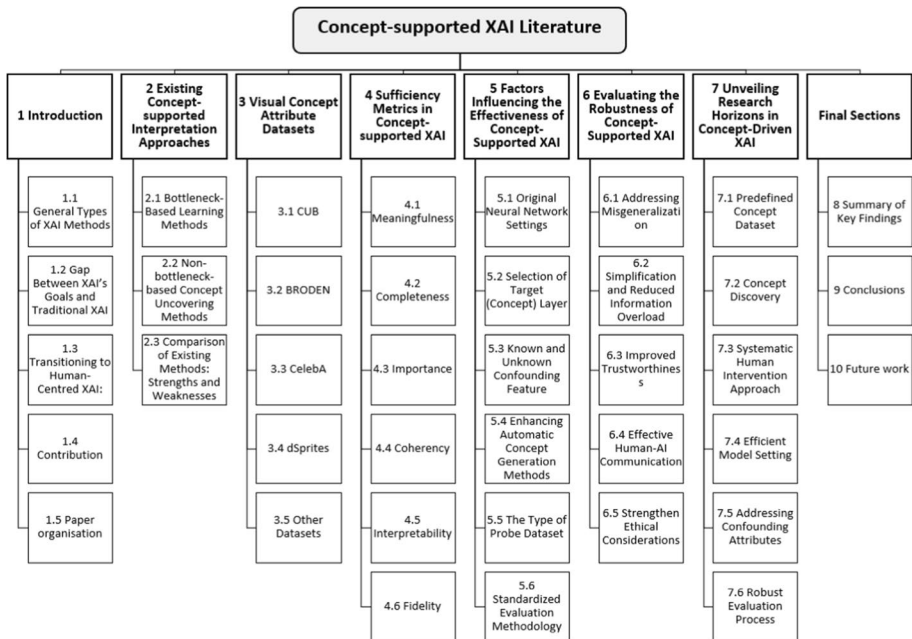 Concept-supported XAI Literature
1 Introduction
1.1
General Types of
XAI Methods
1.2 Gap
Between XAI's
Goals and
Traditional XAI
1.3
Transitioning to
Human-
Centred XAI:
1.4
Contribution
1.5 Paper
organisation
2 Existing
Concept-
supported
Interpretation
Approaches
2.1 Bottleneck-
Based Learning
Methods
2.2 Non-
bottleneck-
based Concept
Uncovering
Methods
2.3 Comparison
of Existing
Methods:
Strengths and
Weaknesses
3 Visual Concept
Attribute
Datasets
3.1 CUB
3.2 BRODEN
3.3 CelebA
3.4 dSprites
3.5 Other
Datasets
4 Sufficiency
Metrics in
Concept-
supported XAI
4.1
Meaningfulness
4.2
Completeness
4.3 Importance
4.4 Coherency
4.5
Interpretability
4.6 Fidelity
5 Factors
Influencing the
Effectiveness of
Concept-
Supported XAI
5.1 Original
Neural Network
Settings
5.2 Selection of
Target
(Concept) Layer
5.3 Known and
Unknown
Confounding
Feature
5.4
Enhancing
Automatic
Concept
Generation
Methods
5.5 The Type of
Probe Dataset
5.6
Standardized
Evaluation
Methodology
6 Evaluating the
Robustness of
Concept-
Supported XAI
6.1 Addressing
Misgeneralizati
on
6.2
Simplification
and Reduced
Information
Overload
6.3 Improved
Trustworthines
s
6.4 Effective
Human-AI
Communication
6.5 Strengthen
Ethical
Considerations
7 Unveiling
Research
Horizons in
Concept-Driven
XAI
7.1
Predefined
Concept
Dataset
7.2 Concept
Discovery
7.3 Systematic
Human
Intervention
Approach
7.4 Efficient
Model Setting
7.5 Addressing
Confounding
Attributes
7.6 Robust
Evaluation
Process
Final Sections
8 Summary of
Key Findings
9 Conclusions
10 Future work